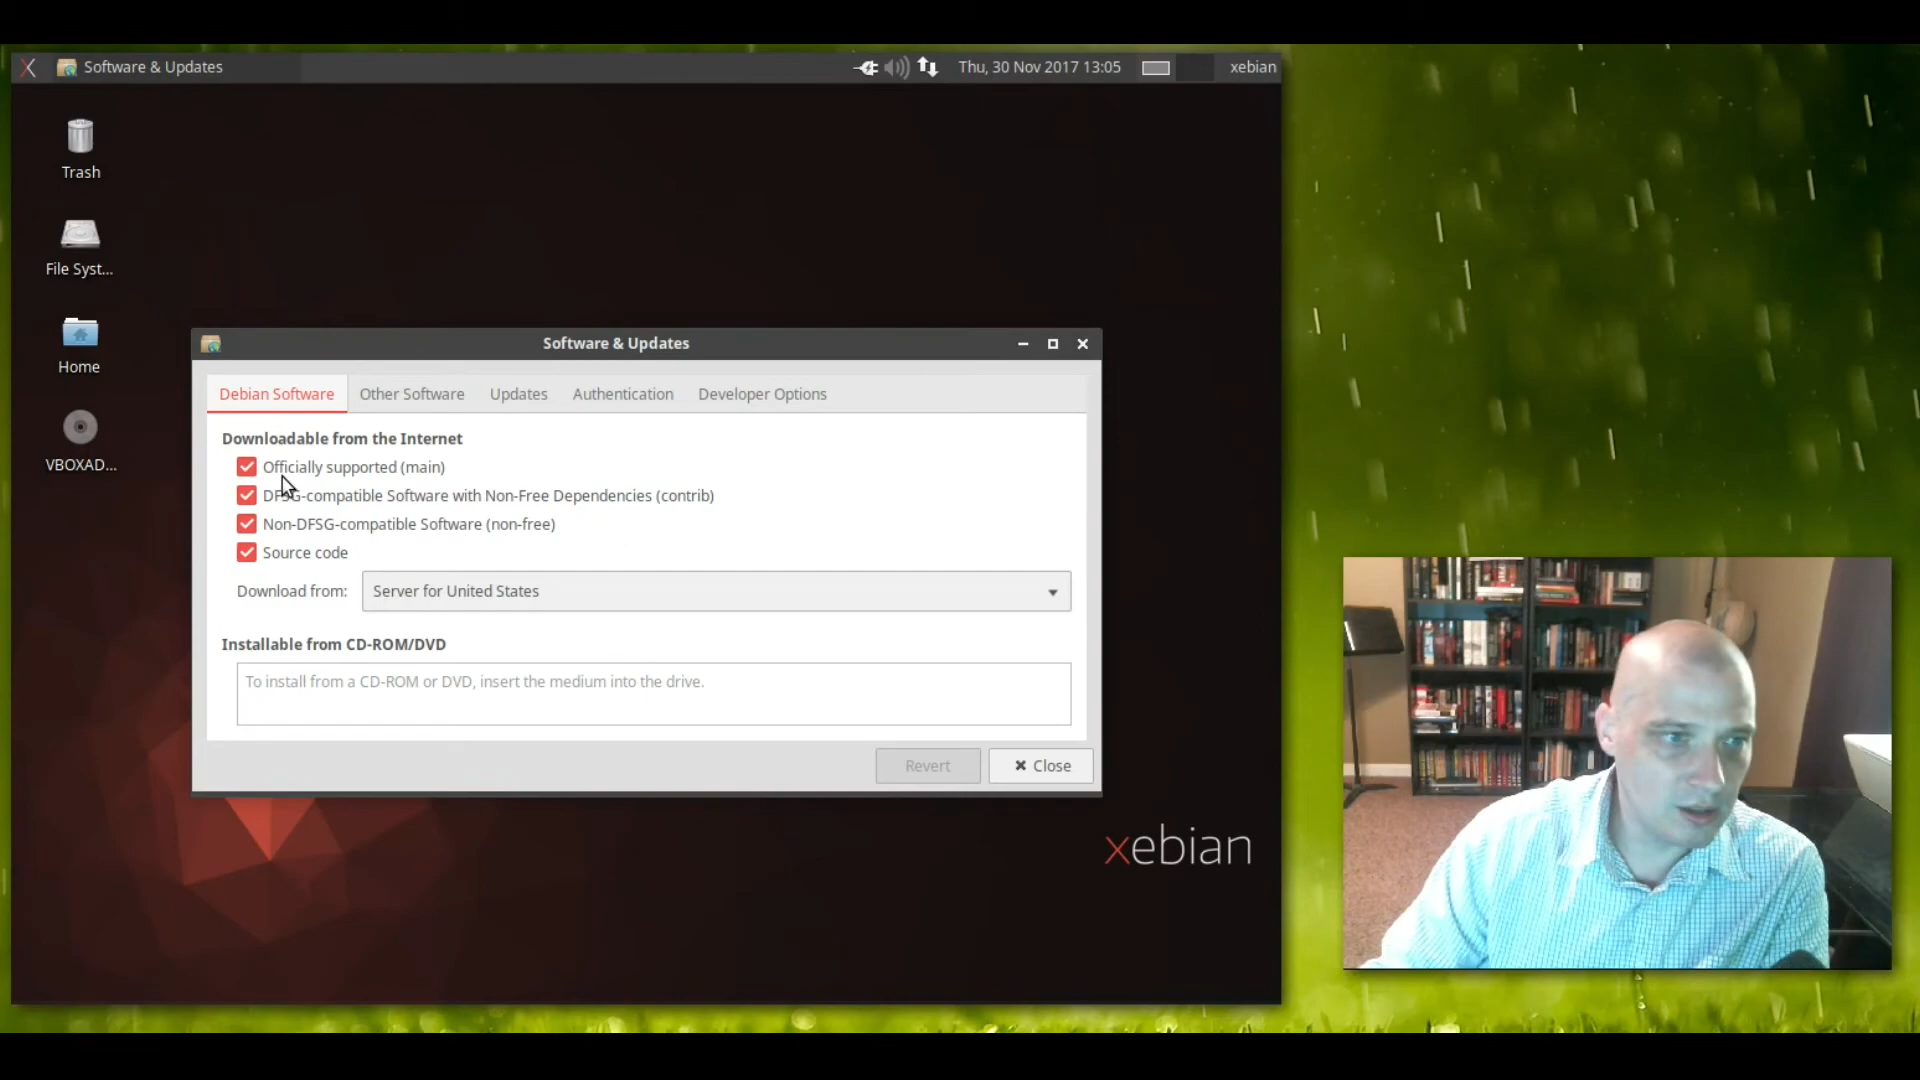 Software & Updates
Thu, 30 Nov 2017 13:05
xebian
Trash
File Syst...
Home
VBOXAD...
Software & Updates
Debian Software
Other Software
Updates
Authentication
Developer Options
Downloadable from the Internet
Officially supported (main)
DFSG-compatible Software with Non-Free Dependencies (contrib)
Non-DFSG-compatible Software (non-free)
Source code
Download from:
Server for United States
Installable from CD-ROM/DVD
To install from a CD-ROM or DVD, insert the medium into the drive.
Revert
Close
xebian